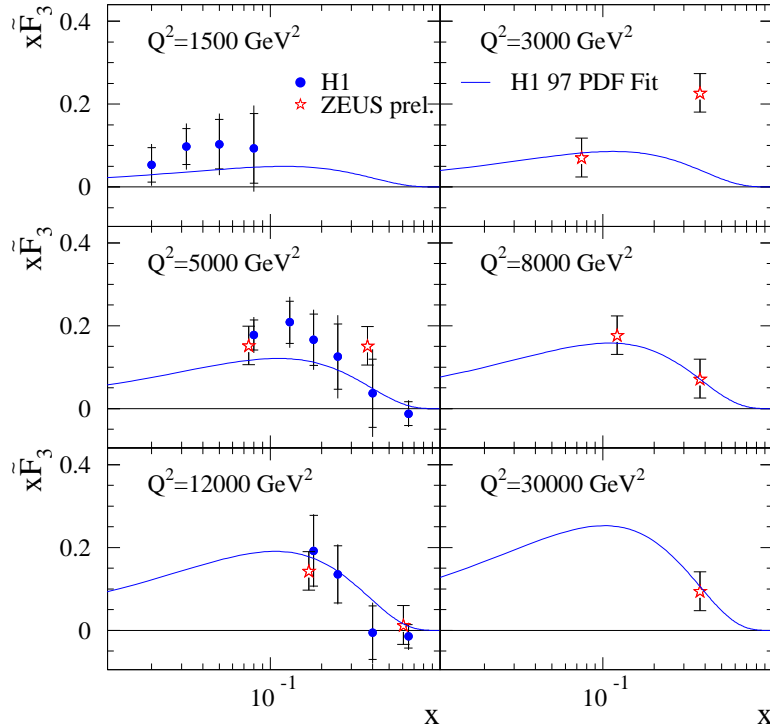 xF̃₃
0.4
0.2
0
Q²=1500 GeV²
H1
ZEUS prel.
Q²=3000 GeV²
H1 97 PDF Fit
xF̃₃
0.4
0.2
0
Q²=5000 GeV²
Q²=8000 GeV²
xF̃₃
0.4
0.2
0
Q²=12000 GeV²
Q²=30000 GeV²
10⁻¹
x
10⁻¹
x